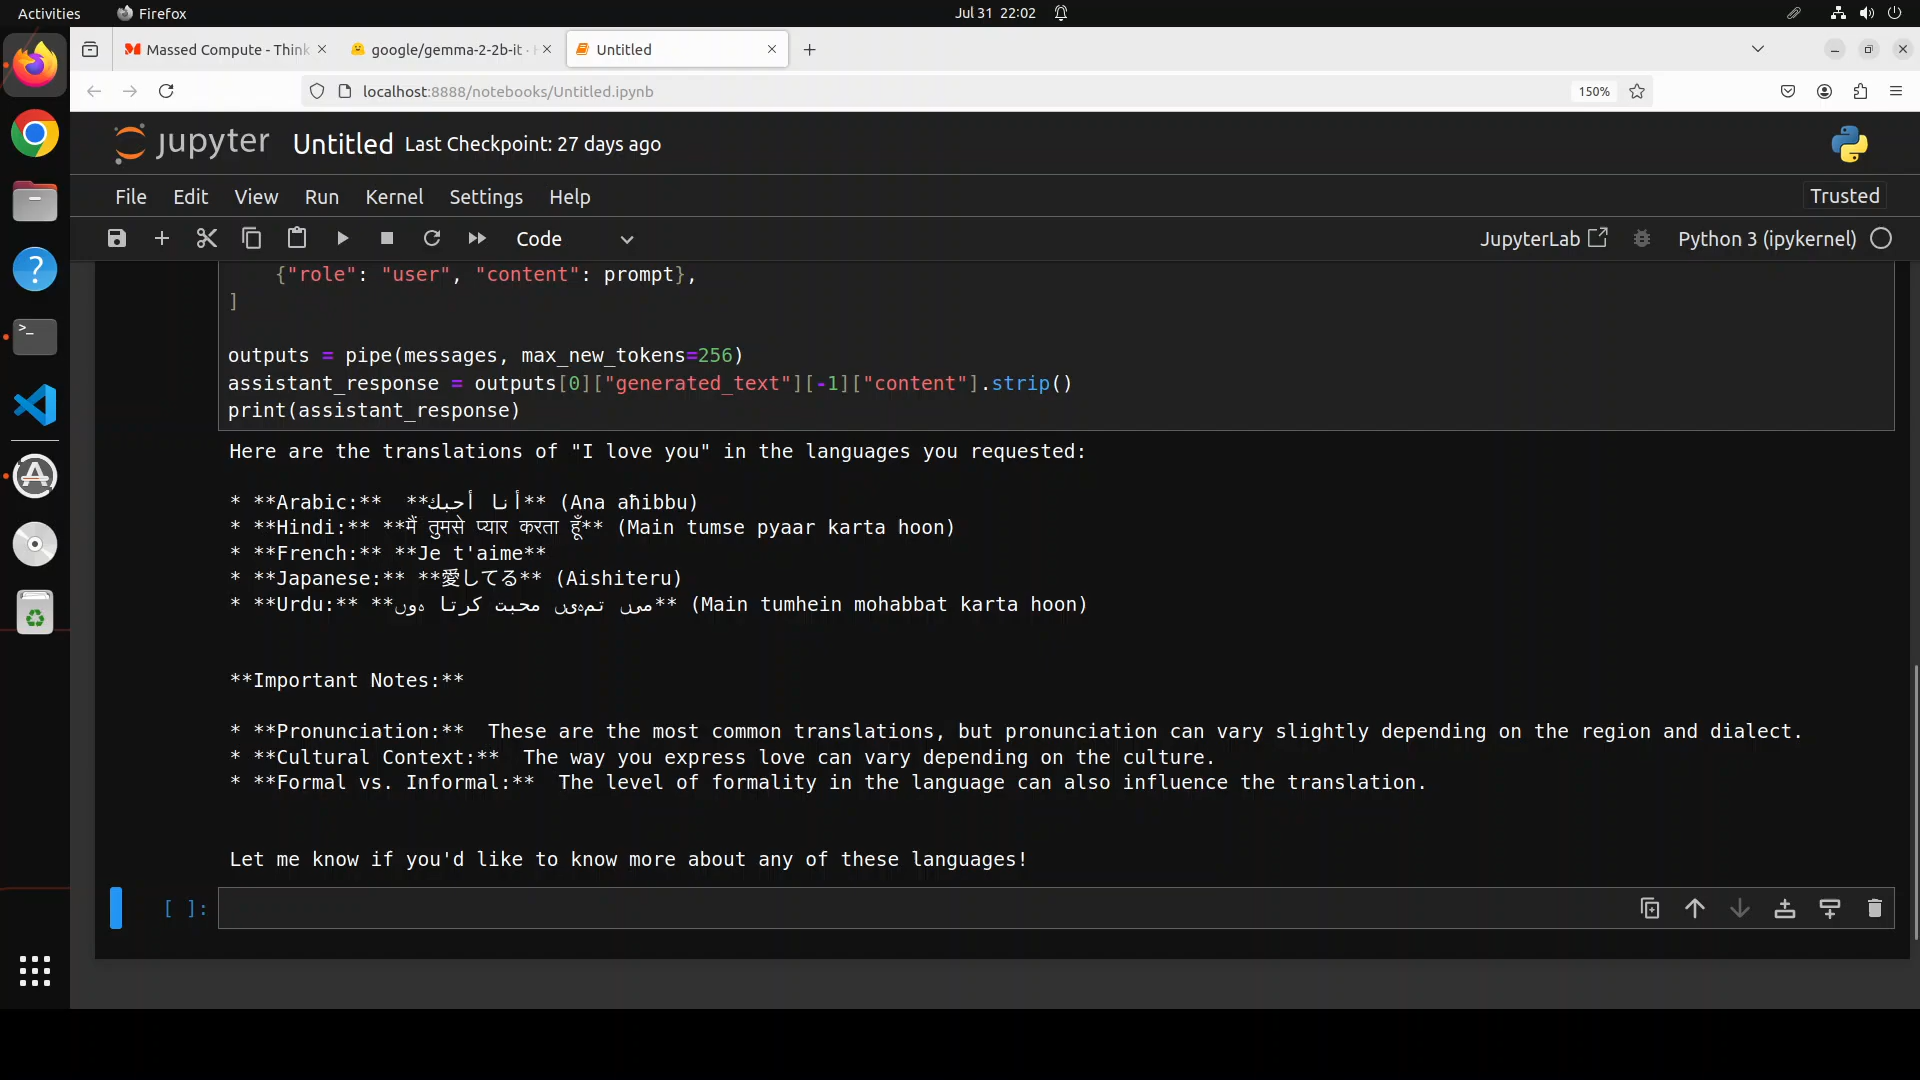 Activities
Firefox
Jul 31 22:02
Massed Compute - Think
google/gemma-2-2b-it -
Untitled
localhost:8888/notebooks/Untitled.ipynb
150%
jupyter Untitled Last Checkpoint: 27 days ago
File Edit View Run Kernel Settings Help
Trusted
Code
JupyterLab
Python 3 (ipykernel)
{"role": "user", "content": prompt},
]
outputs = pipe(messages, max_new_tokens=256)
assistant_response = outputs[0]["generated_text"][-1]["content"].strip()
print(assistant_response)
Here are the translations of "I love you" in the languages you requested:
* **Arabic:**  **أنا أحبك** (Ana aħibbu)
* **Hindi:** **मैं तुमसे प्यार करता हूँ** (Main tumse pyaar karta hoon)
* **French:** **Je t'aime**
* **Japanese:** **愛してる** (Aishiteru)
* **Urdu:** **میں تمہیں محبت کرتا ہوں** (Main tumhein mohabbat karta hoon)
**Important Notes:**
* **Pronunciation:**  These are the most common translations, but pronunciation can vary slightly depending on the region and dialect.
* **Cultural Context:**  The way you express love can vary depending on the culture.
* **Formal vs. Informal:**  The level of formality in the language can also influence the translation.
Let me know if you'd like to know more about any of these languages!
[ ]: